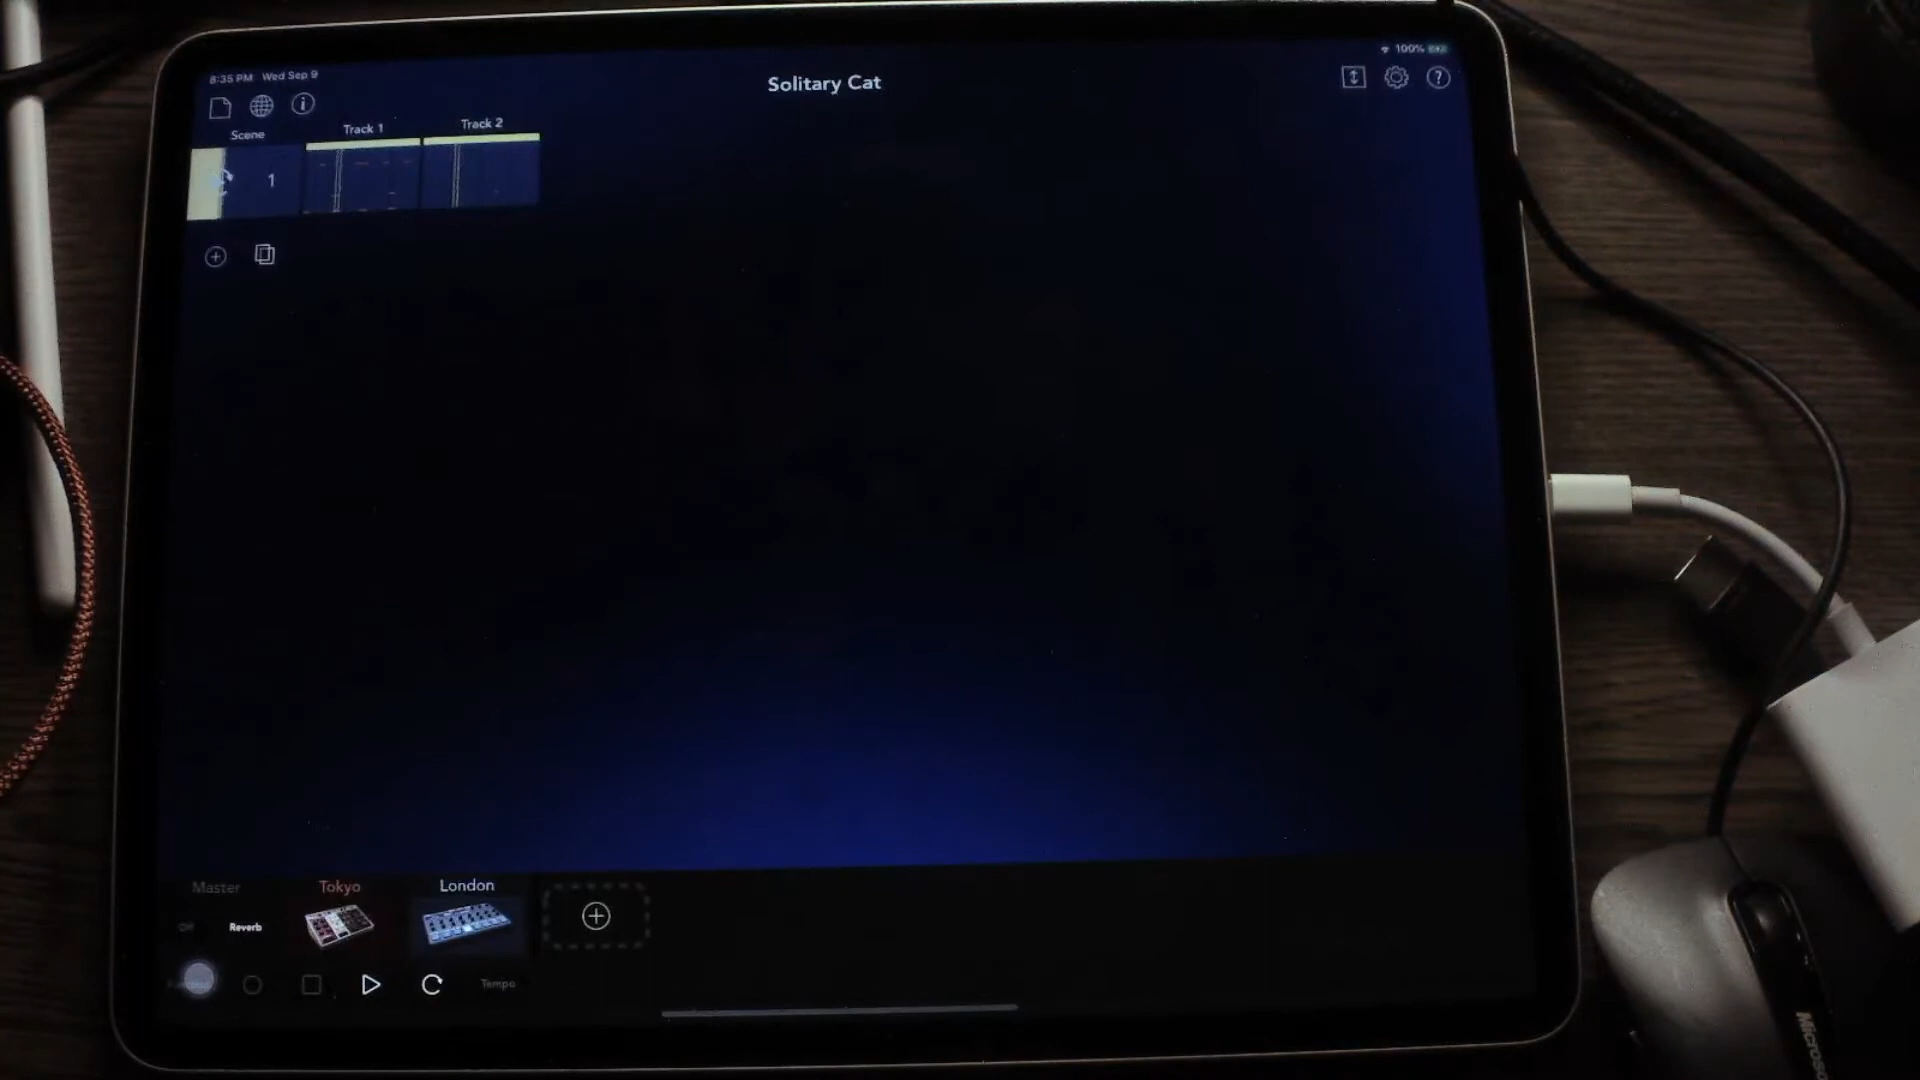 8:35 PM Wed Sep 9
100%
Solitary Cat
Scene
Track 1
Track 2
1
Master
Tokyo
London
Off
Reverb
Tempo